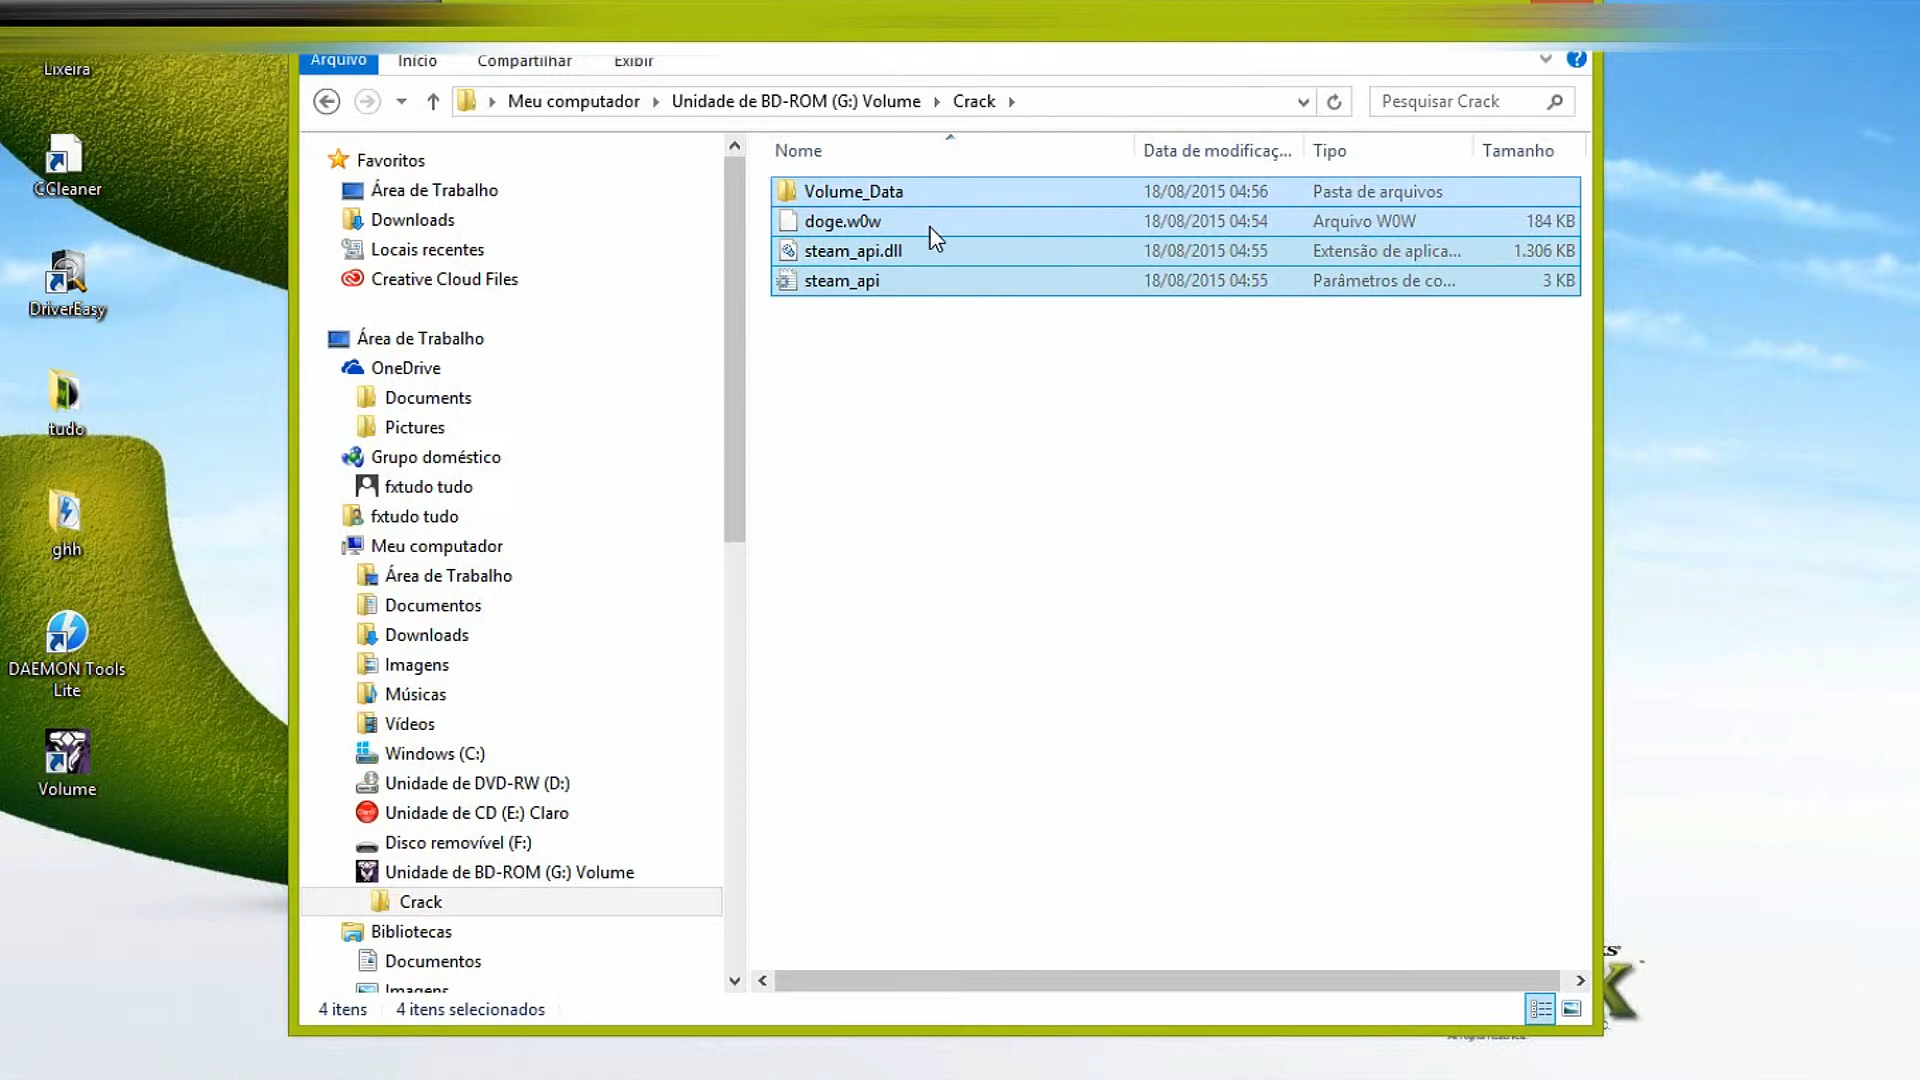 Lixeira
CCleaner
DriverEasy
tudo
ghh
DAEMON Tools
Lite
Volume
Arquivo Início Compartilhar Exibir
Meu computador Unidade de BD-ROM (G:) Volume Crack
Pesquisar Crack
Favoritos
Área de Trabalho
Downloads
Locais recentes
Creative Cloud Files
Área de Trabalho
OneDrive
Documents
Pictures
Grupo doméstico
fxtudo tudo
fxtudo tudo
Meu computador
Área de Trabalho
Documentos
Downloads
Imagens
Músicas
Vídeos
Windows (C:)
Unidade de DVD-RW (D:)
Unidade de CD (E:) Claro
Disco removível (F:)
Unidade de BD-ROM (G:) Volume
Crack
Bibliotecas
Documentos
Imagens
Nome Data de modificaç... Tipo Tamanho
Volume_Data 18/08/2015 04:56 Pasta de arquivos
doge.w0w 18/08/2015 04:54 Arquivo W0W 184 KB
steam_api.dll 18/08/2015 04:55 Extensão de aplica... 1.306 KB
steam_api 18/08/2015 04:55 Parâmetros de co... 3 KB
4 itens 4 itens selecionados